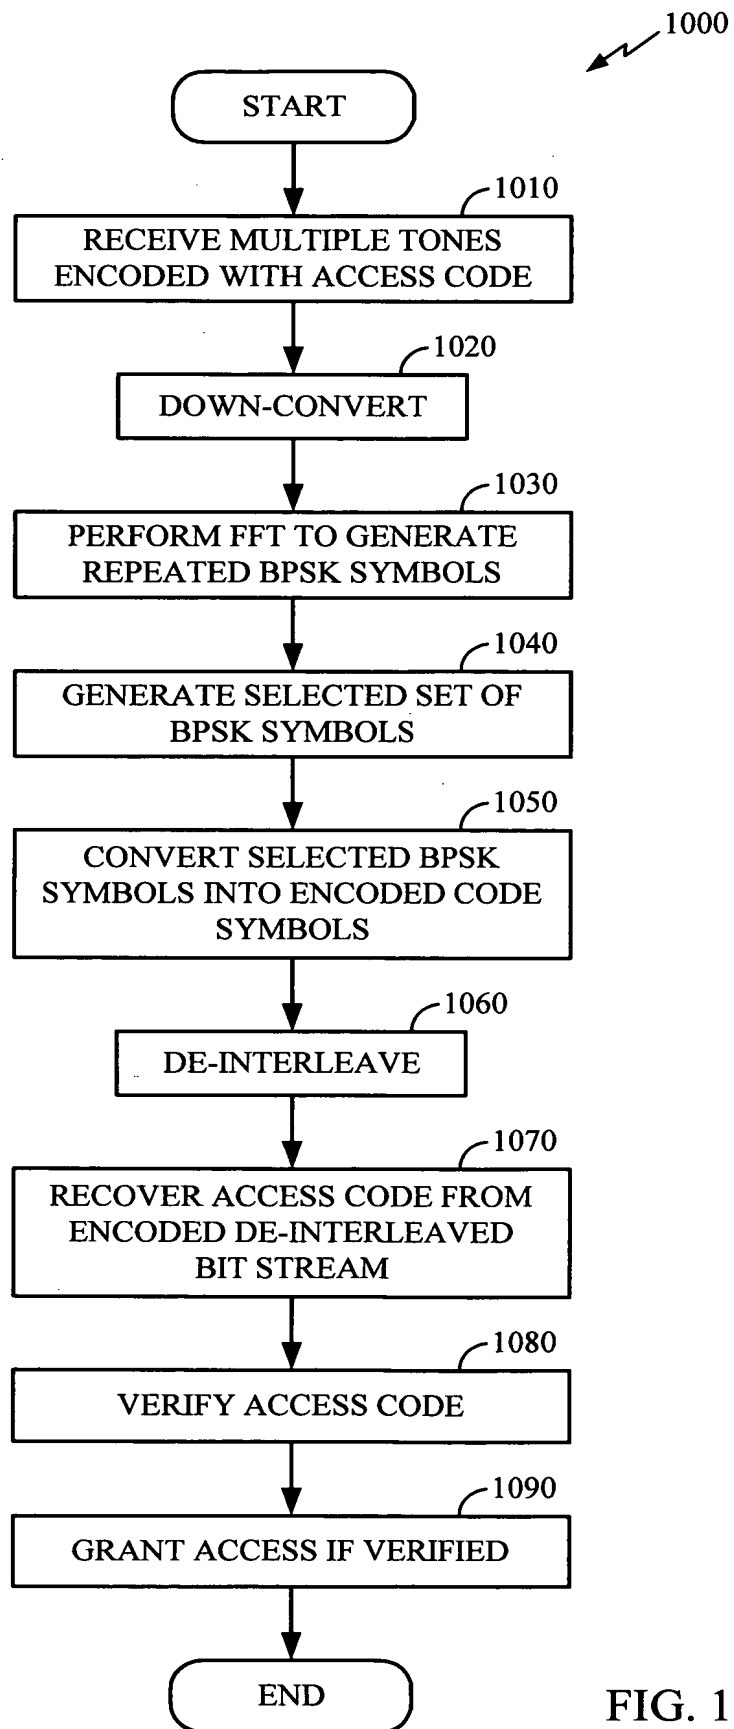 1000
START
1010
RECEIVE MULTIPLE TONES
ENCODED WITH ACCESS CODE
1020
DOWN-CONVERT
1030
PERFORM FFT TO GENERATE
REPEATED BPSK SYMBOLS
1040
GENERATE SELECTED SET OF
BPSK SYMBOLS
1050
CONVERT SELECTED BPSK
SYMBOLS INTO ENCODED CODE
SYMBOLS
1060
DE-INTERLEAVE
1070
RECOVER ACCESS CODE FROM
ENCODED DE-INTERLEAVED
BIT STREAM
1080
VERIFY ACCESS CODE
1090
GRANT ACCESS IF VERIFIED
END
FIG. 1